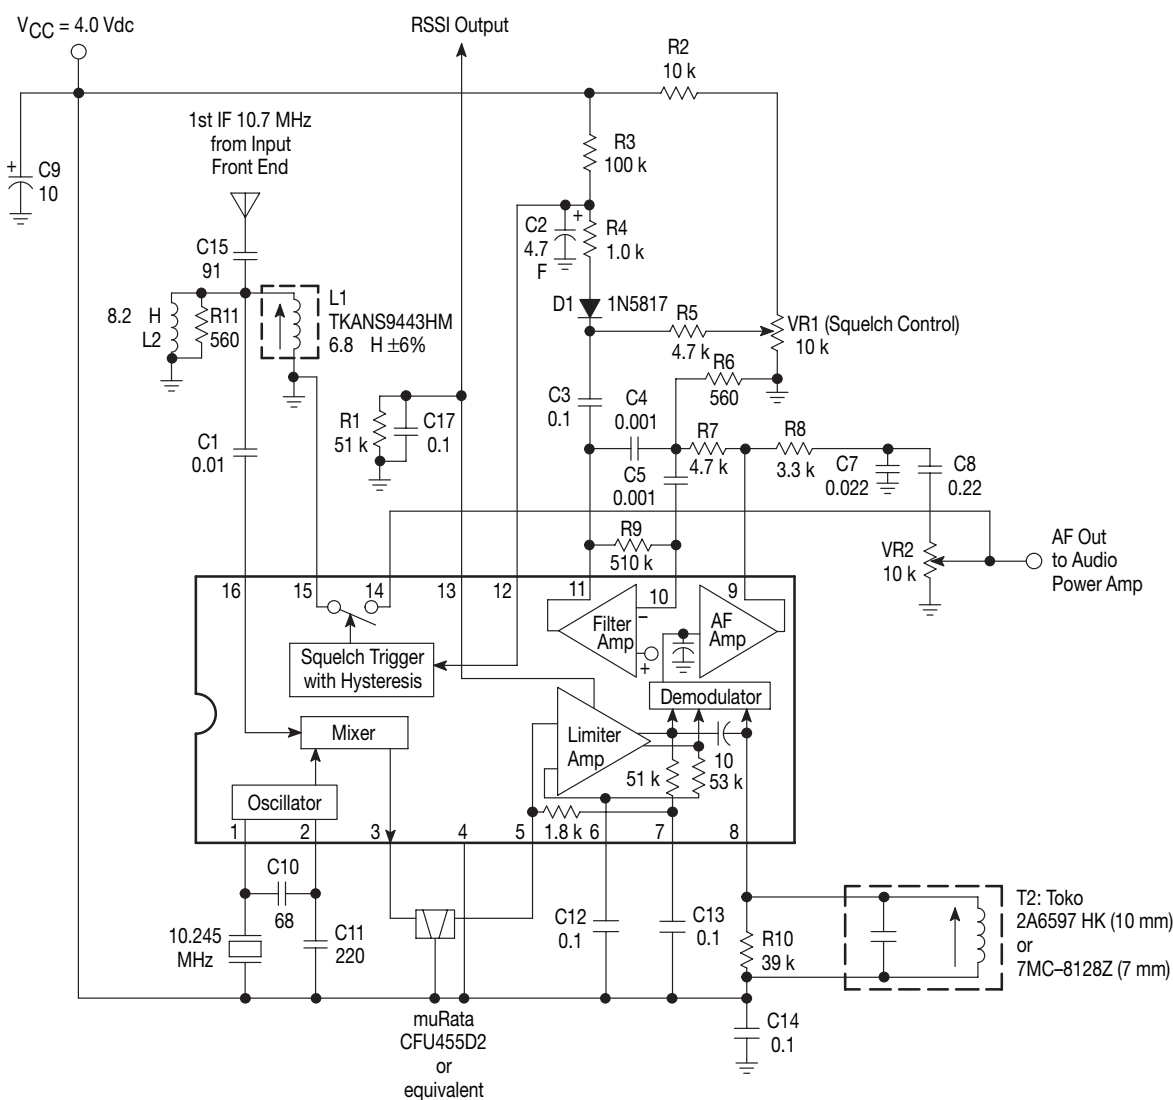 VCC = 4.0 Vdc
RSSI Output
R2
10 k
1st IF 10.7 MHz
from Input
Front End
+
C9
10
R3
100 k
C15
91
C2
4.7
F
+
R4
1.0 k
8.2 H
L2
R11
560
L1
TKANS9443HM
6.8 H ±6%
D1
1N5817
R5
4.7 k
VR1 (Squelch Control)
10 k
R6
560
C3
0.1
C4
0.001
R1
51 k
C17
0.1
C1
0.01
R7
4.7 k
R8
3.3 k
C5
0.001
C7
0.022
C8
0.22
R9
510 k
VR2
10 k
AF Out
to Audio
Power Amp
16
15
14
13
12
11
10
9
Filter
Amp
–
+
AF
Amp
Squelch Trigger
with Hysteresis
Demodulator
Mixer
Limiter
Amp
10
51 k
53 k
Oscillator
1.8 k
1
2
3
4
5
6
7
8
C10
68
10.245
MHz
C11
220
C12
0.1
C13
0.1
R10
39 k
T2: Toko
2A6597 HK (10 mm)
or
7MC–8128Z (7 mm)
muRata
CFU455D2
or
equivalent
C14
0.1